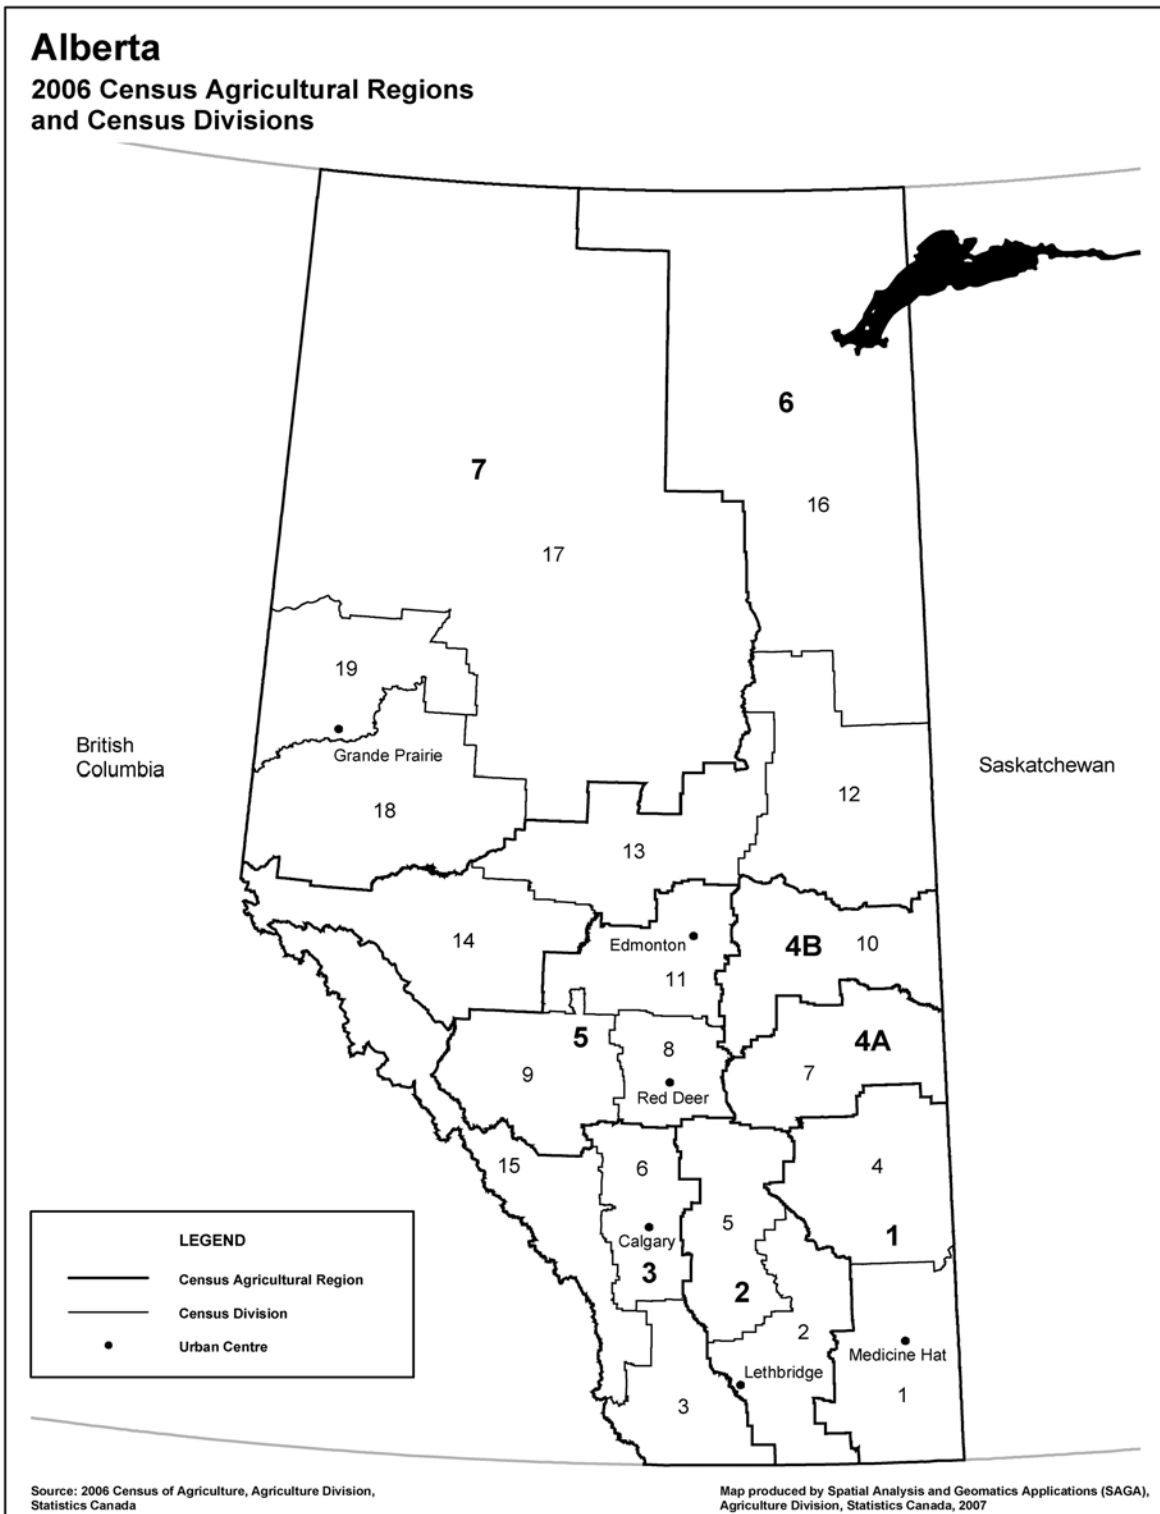 Alberta
2006 Census Agricultural Regions
and Census Divisions
6
7
16
17
19
British
Columbia
Grande Prairie
Saskatchewan
18
12
13
14
Edmonton
4B
10
11
5
8
4A
9
7
Red Deer
15
6
4
5
Calgary
1
3
2
2
Medicine Hat
Lethbridge
3
1
LEGEND
Census Agricultural Region
Census Division
Urban Centre
Source: 2006 Census of Agriculture, Agriculture Division,
Statistics Canada
Map produced by Spatial Analysis and Geomatics Applications (SAGA),
Agriculture Division, Statistics Canada, 2007